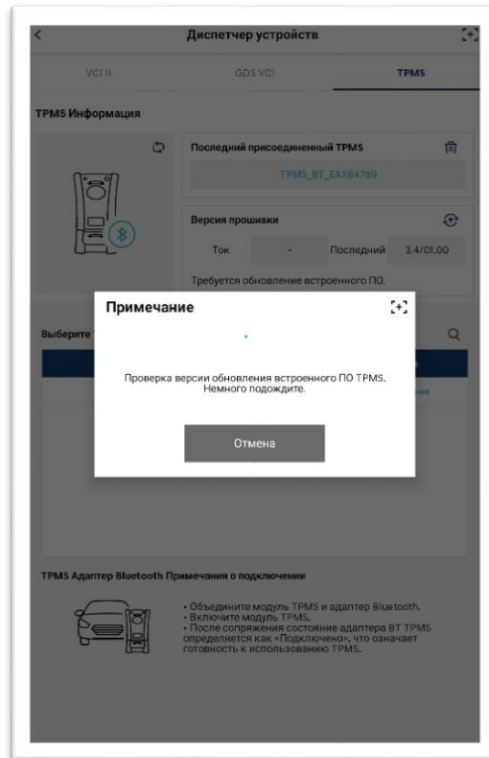 Диспетчер устройств
VCI II
GDS VCI
TPMS
TPMS Информация
Последний присоединенный TPMS
TPMS_BT_EAX64789
Версия прошивки
Ток
-
Последний
3.4/01.00
Требуется обновление встроенного ПО.
Выберите
Примечание
Проверка версии обновления встроенного ПО TPMS.
Немного подождите.
Отмена
TPMS Адаптер Bluetooth Примечания о подключении
• Объедините модуль TPMS и адаптер Bluetooth.
• Включите модуль TPMS.
• После сопряжения состояние адаптера BT TPMS
определяется как «Подключено», что означает
готовность к использованию TPMS.